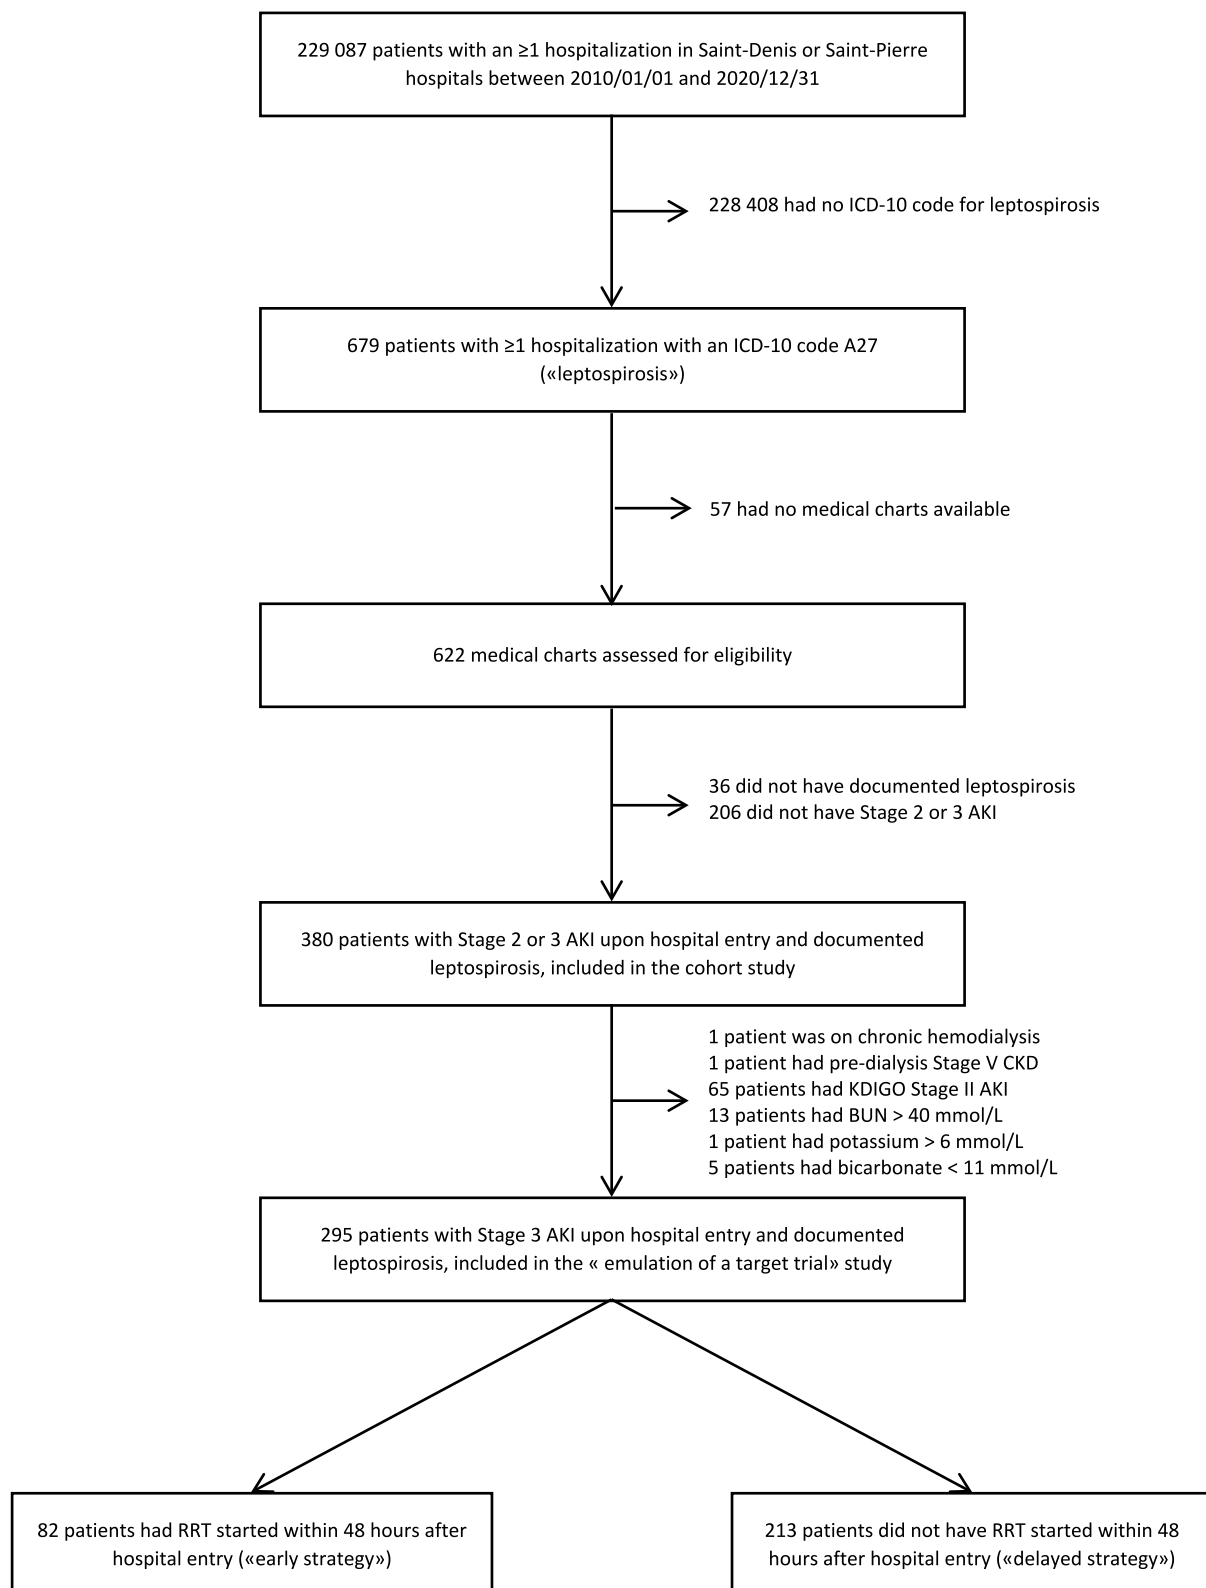 229 087 patients with an ≥1 hospitalization in Saint-Denis or Saint-Pierre
hospitals between 2010/01/01 and 2020/12/31
228 408 had no ICD-10 code for leptospirosis
679 patients with ≥1 hospitalization with an ICD-10 code A27
(«leptospirosis»)
57 had no medical charts available
622 medical charts assessed for eligibility
36 did not have documented leptospirosis
206 did not have Stage 2 or 3 AKI
380 patients with Stage 2 or 3 AKI upon hospital entry and documented
leptospirosis, included in the cohort study
1 patient was on chronic hemodialysis
1 patient had pre-dialysis Stage V CKD
65 patients had KDIGO Stage II AKI
13 patients had BUN > 40 mmol/L
1 patient had potassium > 6 mmol/L
5 patients had bicarbonate < 11 mmol/L
295 patients with Stage 3 AKI upon hospital entry and documented
leptospirosis, included in the « emulation of a target trial» study
82 patients had RRT started within 48 hours after
hospital entry («early strategy»)
213 patients did not have RRT started within 48
hours after hospital entry («delayed strategy»)